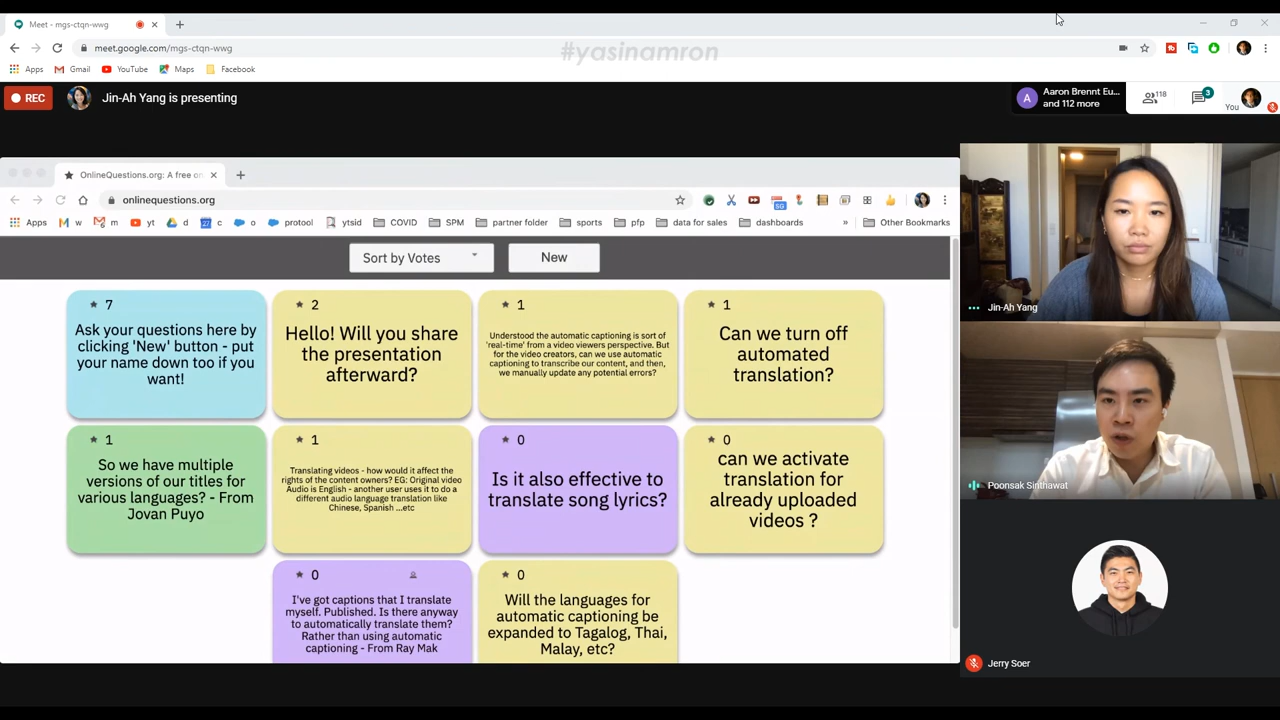 Meet - mgs-ctqn-wwg
meet.google.com/mgs-ctqn-wwg
#yasinamron
Apps Gmail YouTube Maps Facebook
REC
Jin-Ah Yang is presenting
A
Aaron Brennt Eu...
and 112 more
118
3
You
OnlineQuestions.org: A free on
onlinequestions.org
Apps w m yt d 27 c o protool ytsid COVID SPM partner folder sports pfp data for sales dashboards » Other Bookmarks
Sort by Votes
New
7
Ask your questions here by
clicking 'New' button - put
your name down too if you
want!
2
Hello! Will you share
the presentation
afterward?
1
Understood the automatic captioning is sort of
'real-time' from a video viewers perspective. But
for the video creators, can we use automatic
captioning to transcribe our content, and then,
we manually update any potential errors?
1
Can we turn off
automated
translation?
1
So we have multiple
versions of our titles for
various languages? - From
Jovan Puyo
1
Translating videos - how would it affect the
rights of the content owners? EG: Original video
Audio is English - another user uses it to do a
different audio language translation like
Chinese, Spanish ...etc
0
Is it also effective to
translate song lyrics?
0
can we activate
translation for
already uploaded
videos ?
0
I've got captions that I translate
myself. Published. Is there anyway
to automatically translate them?
Rather than using automatic
captioning - From Ray Mak
0
Will the languages for
automatic captioning be
expanded to Tagalog, Thai,
Malay, etc?
Jin-Ah Yang
Poonsak Sinthawat
Jerry Soer